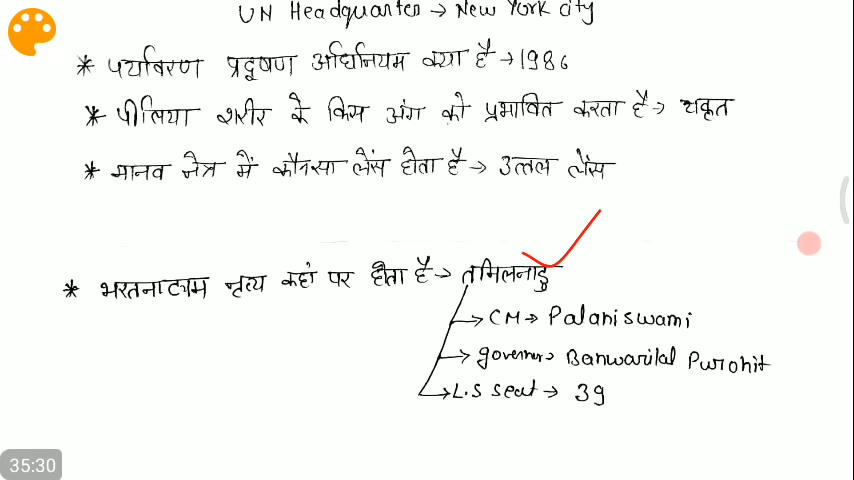 UN Headquarter → New York city
* पर्यावरण प्रदूषण अधिनियम क्या है → 1986
* पीलिया शरीर के किस अंग को प्रभावित करता है → यकृत
* मानव नेत्र में कौनसा लैंस होता है → उत्तल लैंस
* भरतनाट्यम नृत्य कहां पर होता है → तमिलनाडु
→ CM → Palaniswami
→ governer → Banwarilal Purohit
→ L.S seat → 39
35:30